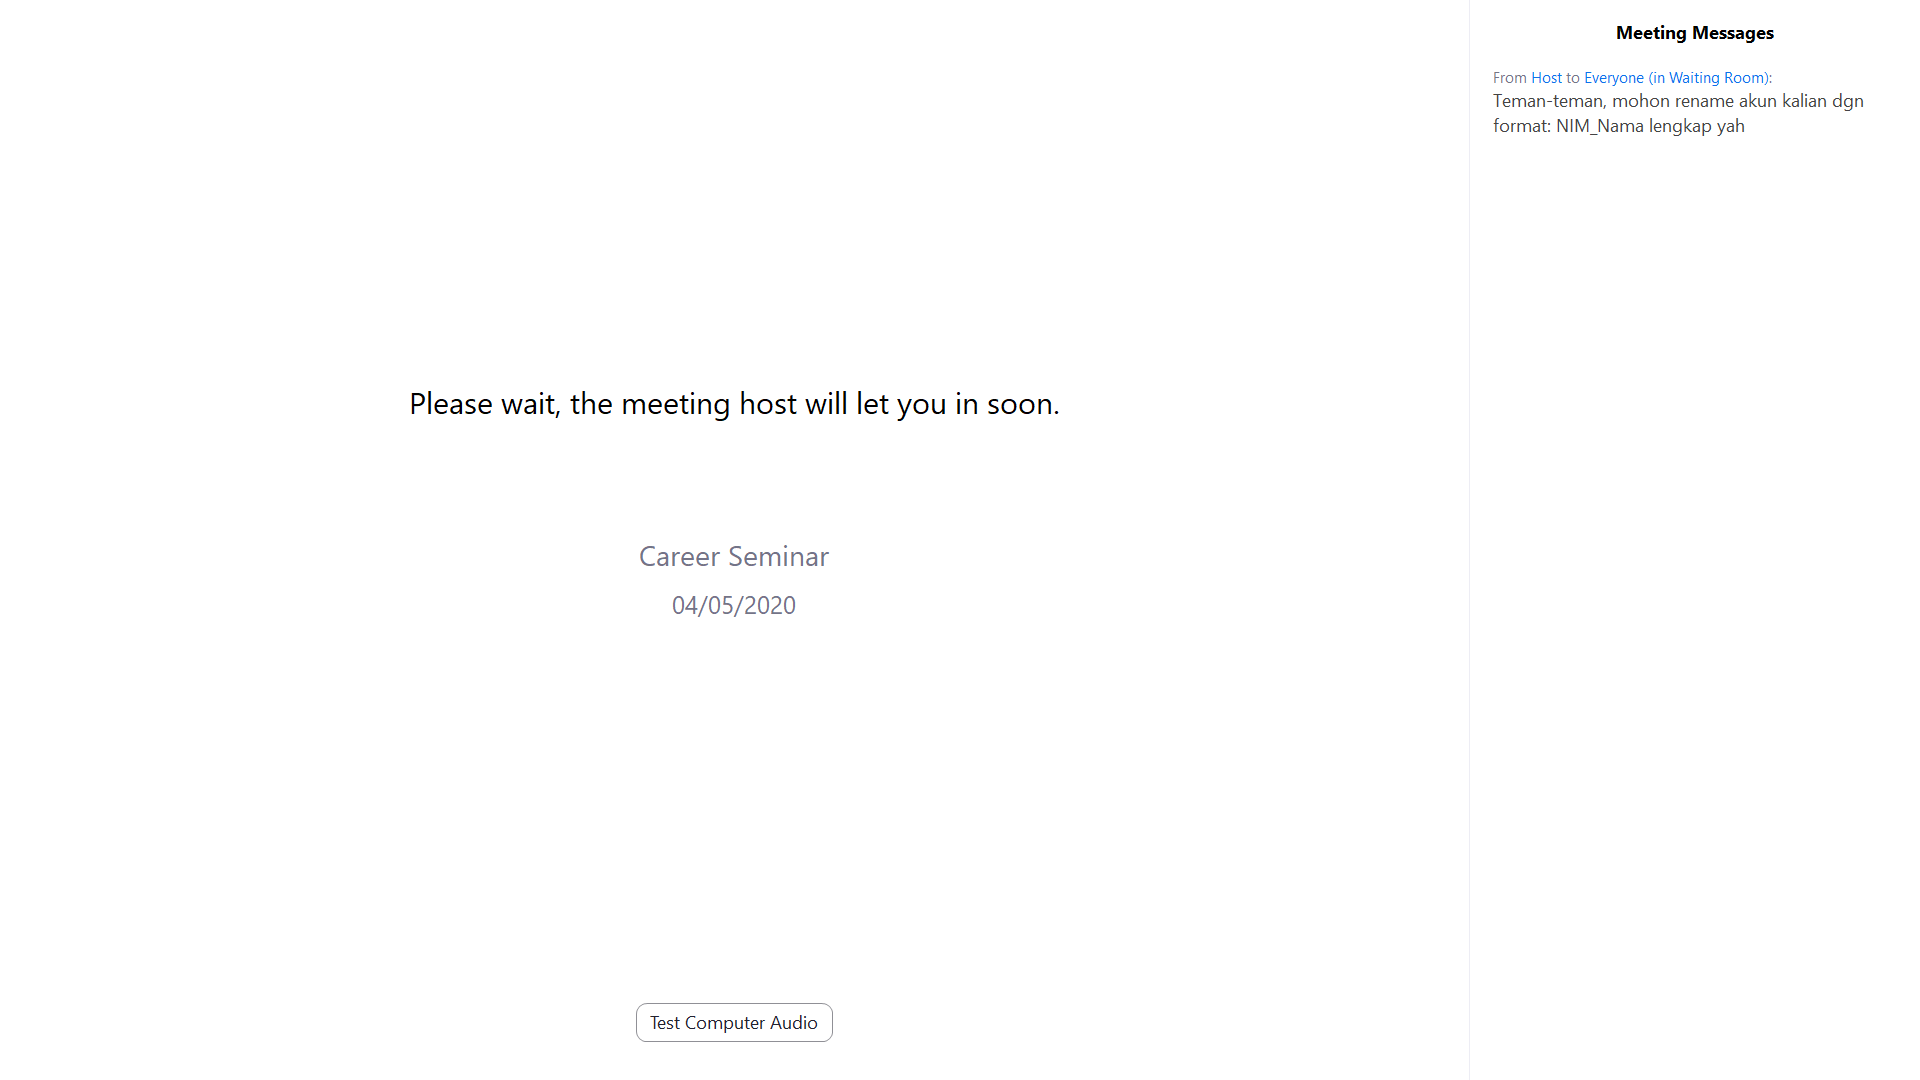 Please wait, the meeting host will let you in soon.
Career Seminar
04/05/2020
Test Computer Audio
Meeting Messages
From Host to Everyone (in Waiting Room):
Teman-teman, mohon rename akun kalian dgn
format: NIM_Nama lengkap yah